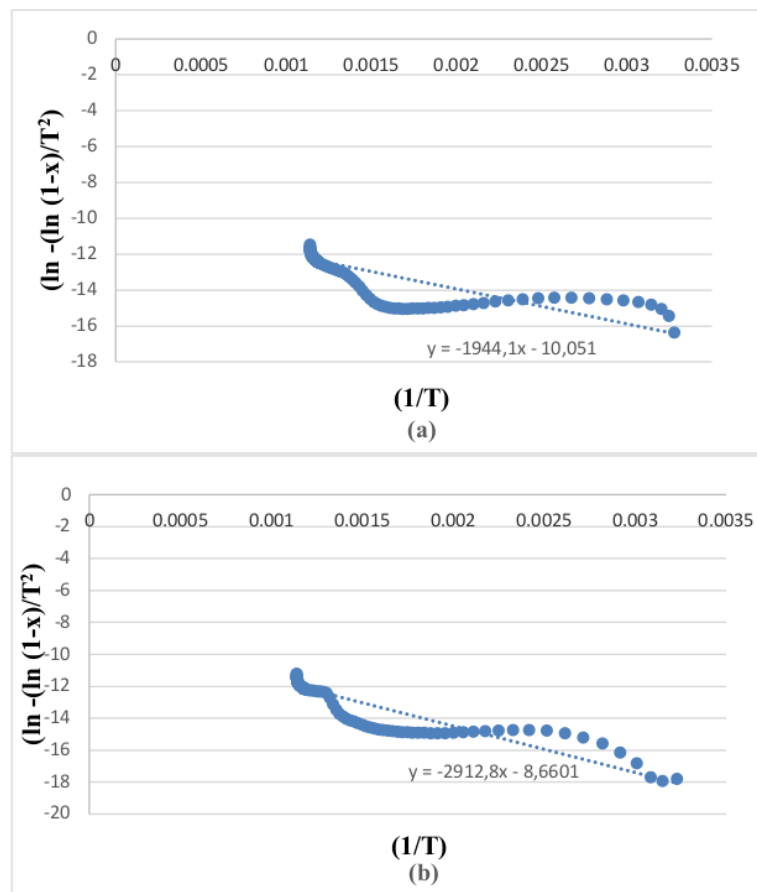 0
0 0.0005 0.001 0.0015 0.002 0.0025 0.003 0.0035
-2
-4
-6
-8
-10
-12
-14
-16
-18
(ln -(ln (1-x)/T²)
y = -1944,1x - 10,051
(1/T)
(a)
0
0 0.0005 0.001 0.0015 0.002 0.0025 0.003 0.0035
-2
-4
-6
-8
-10
-12
-14
-16
-18
-20
(ln -(ln (1-x)/T²)
y = -2912,8x - 8,6601
(1/T)
(b)